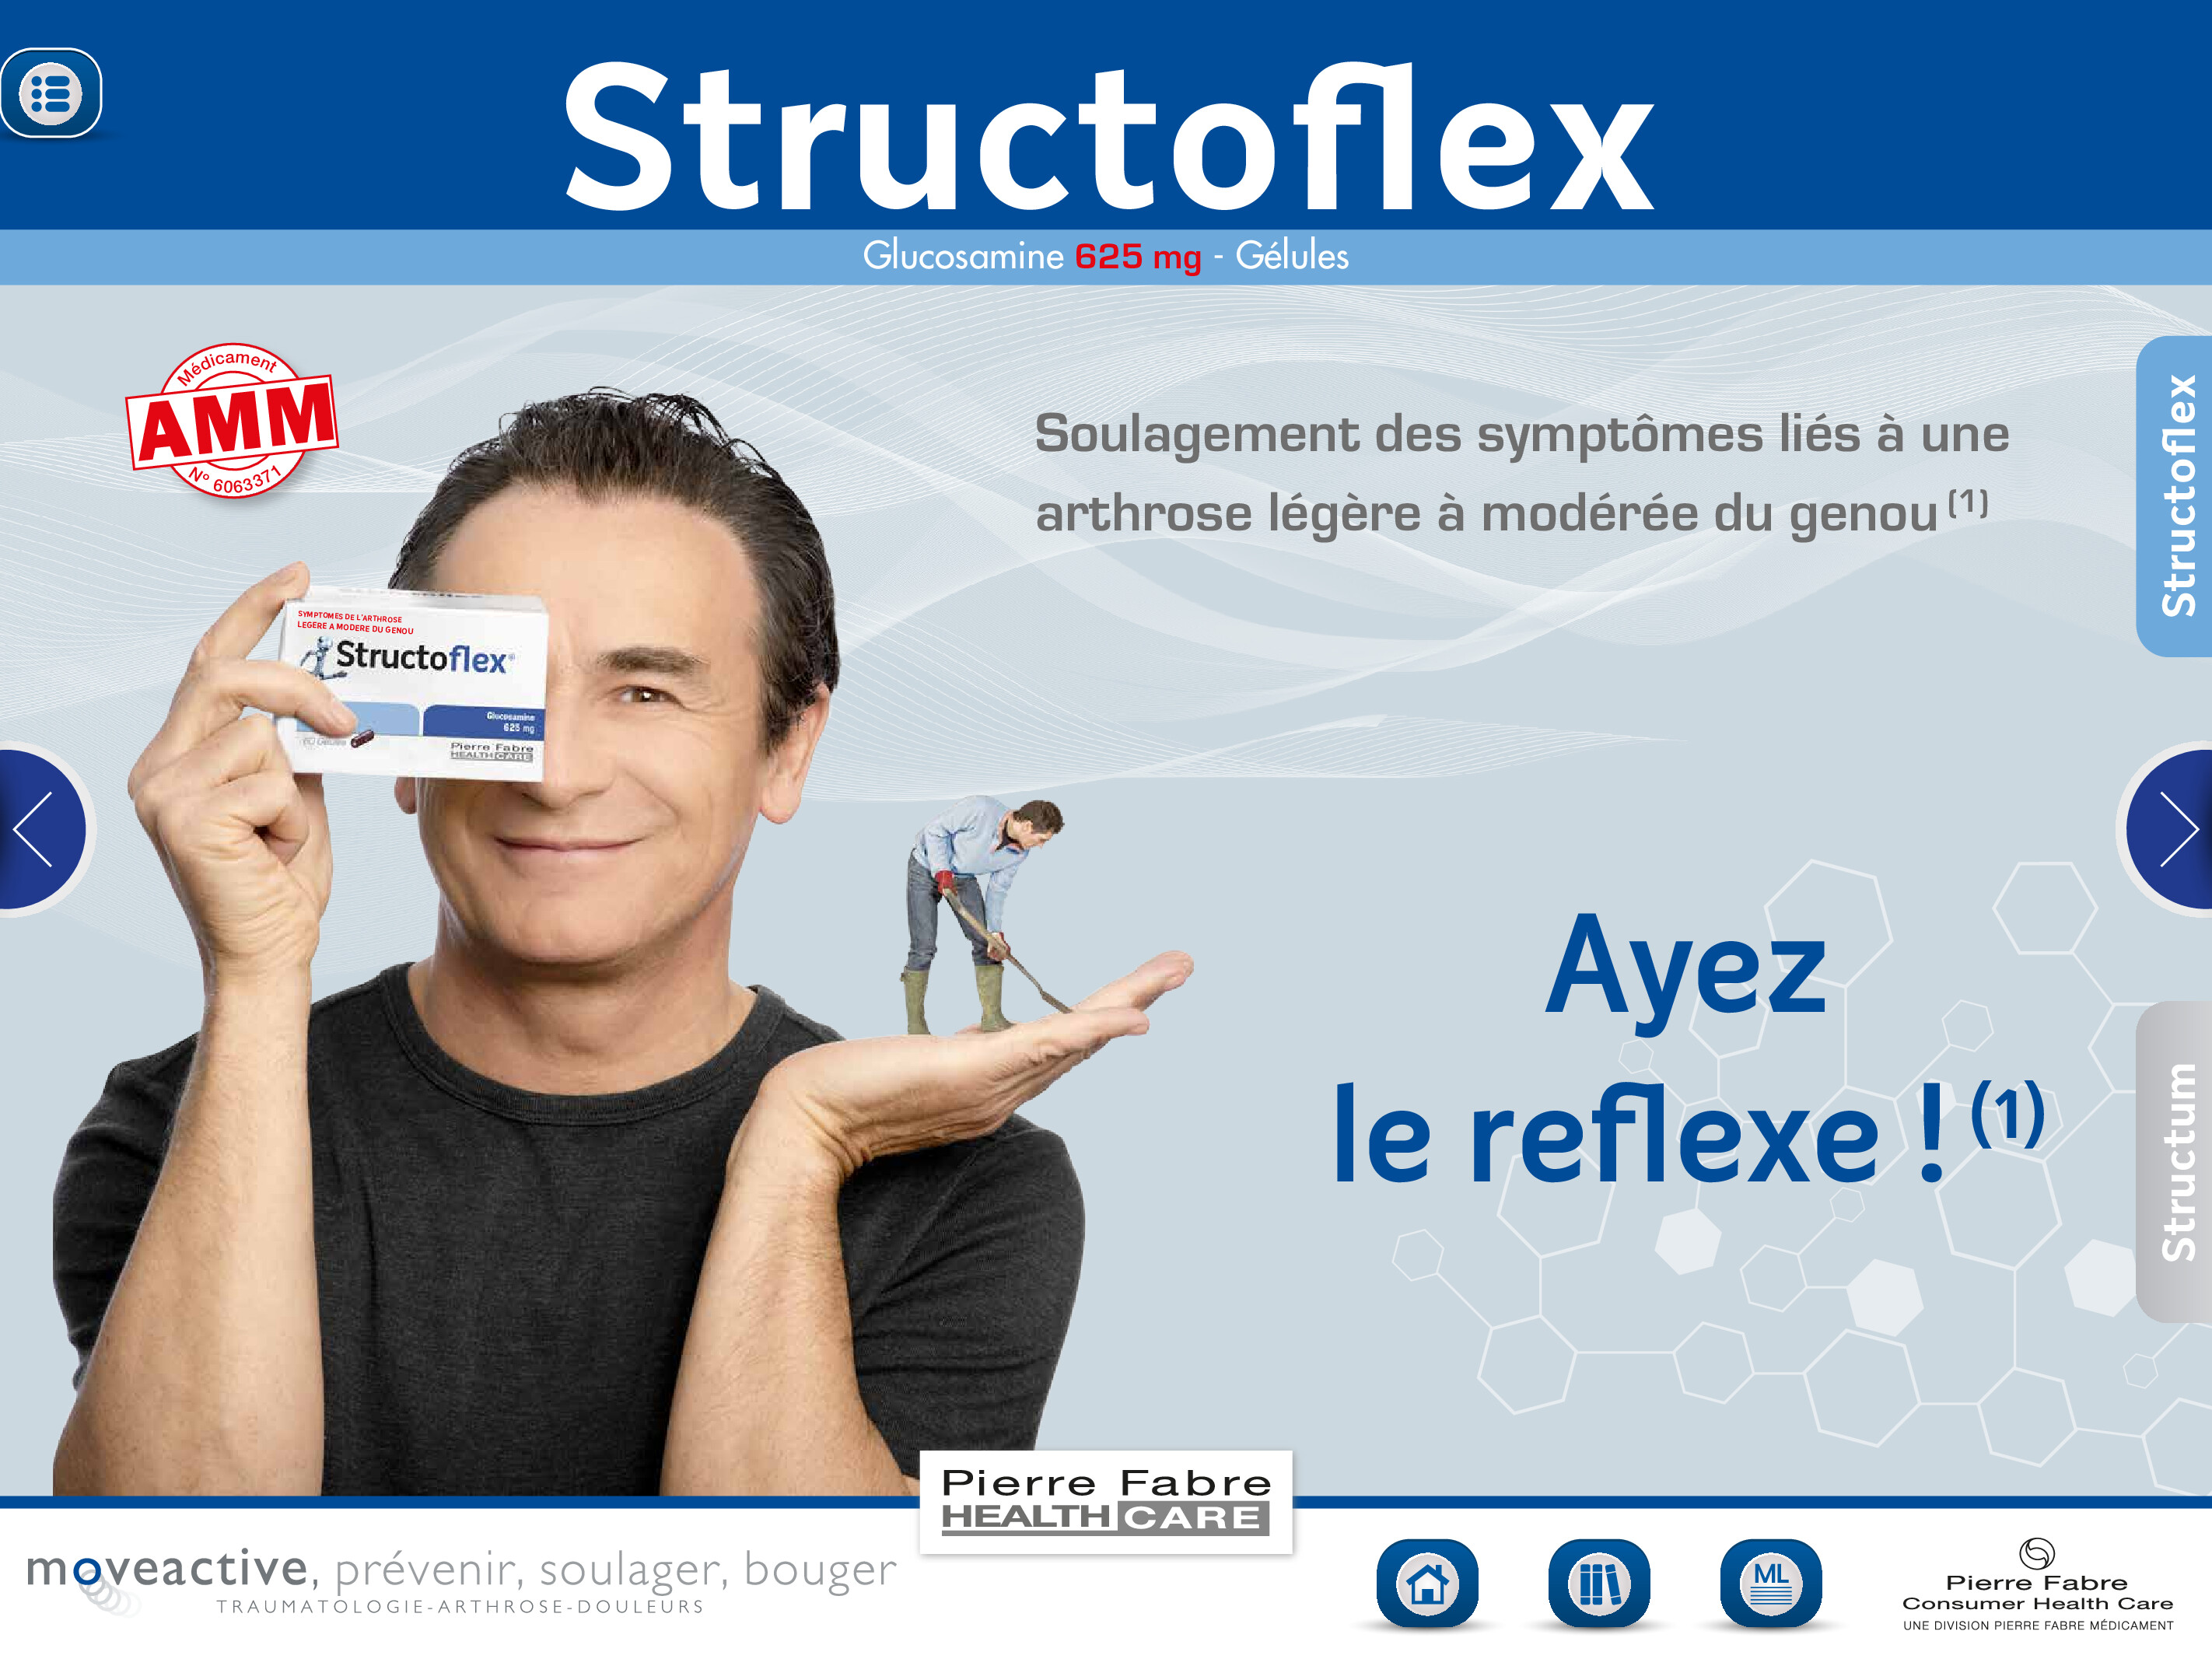 Structoflex
Glucosamine 625 mg - Gélules
Médicament
AMM
N° 6063371
Soulagement des symptômes liés à une
arthrose légère à modérée du genou (1)
Structoflex
SYMPTOMES DE L'ARTHROSE
LEGERE A MODERE DU GENOU
Structoflex®
Glucosamine
625 mg
60 Gélules
Pierre Fabre
HEALTH CARE
Ayez
le reflexe ! (1)
Structum
Pierre Fabre
HEALTH CARE
moveactive, prévenir, soulager, bouger
TRAUMATOLOGIE-ARTHROSE-DOULEURS
ML
Pierre Fabre
Consumer Health Care
UNE DIVISION PIERRE FABRE MÉDICAMENT